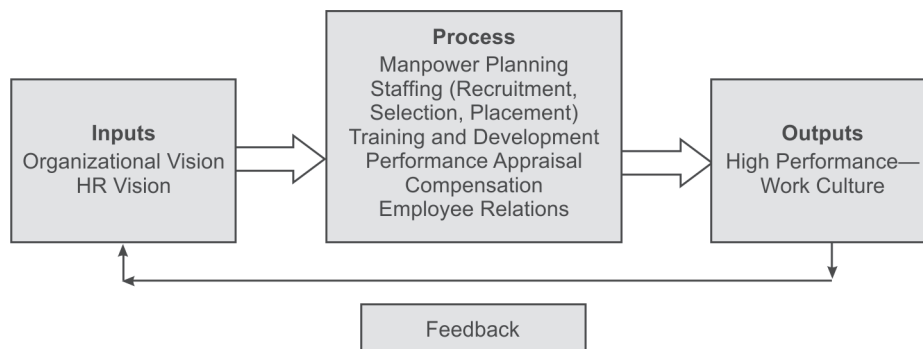 Inputs
Organizational Vision
HR Vision
Process
Manpower Planning
Staffing (Recruitment,
Selection, Placement)
Training and Development
Performance Appraisal
Compensation
Employee Relations
Outputs
High Performance—
Work Culture
Feedback